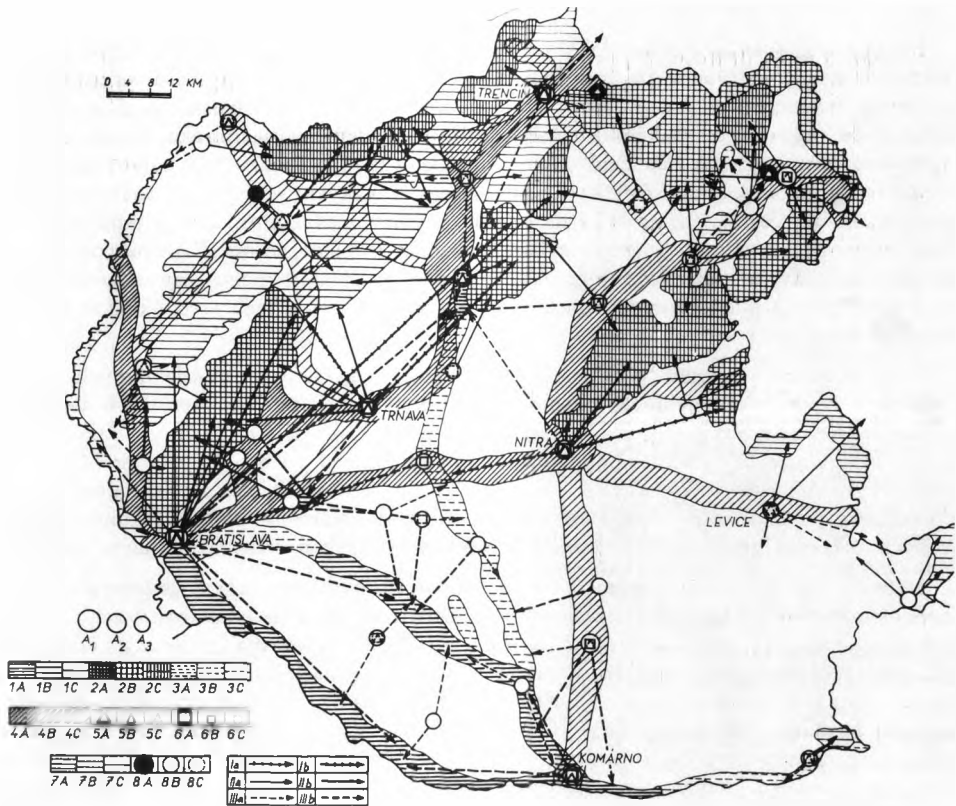 0 4 8 12 KM
TRENČÍN
TRNAVA
NITRA
LEVICE
BRATISLAVA
KOMÁRNO
A1 A2 A3
1A 1B 1C 2A 2B 2C 3A 3B 3C
4A 4B 4C 5A 5B 5C 6A 6B 6C
7A 7B 7C 8A 8B 8C
Ia Ib
IIa IIb
IIIa IIIb